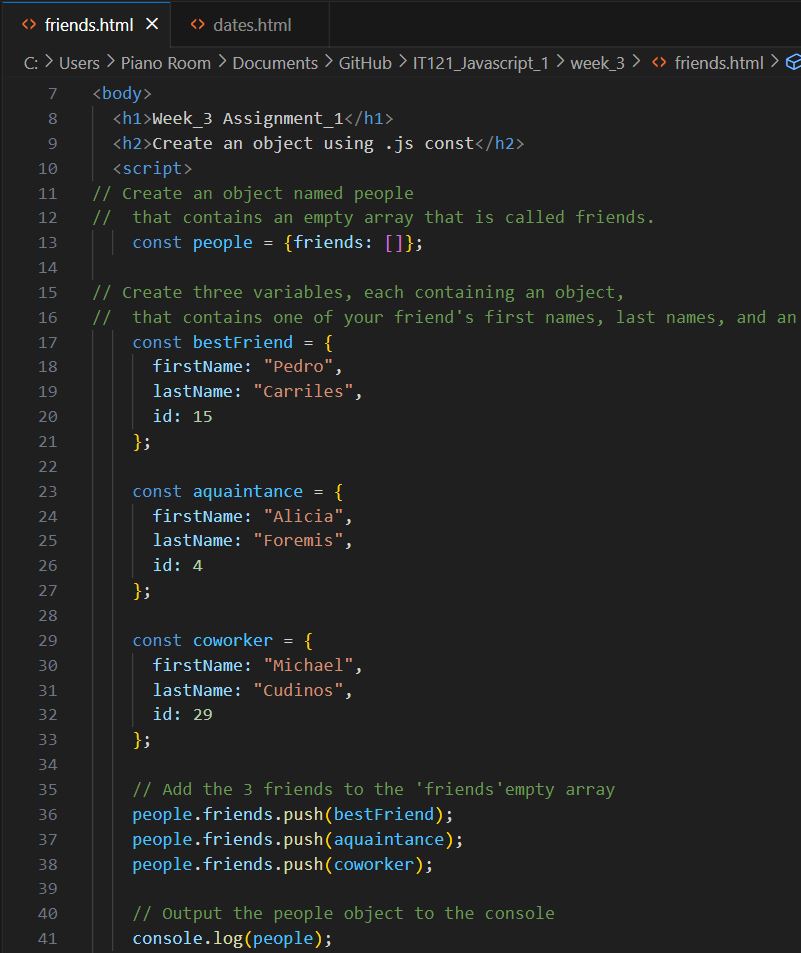 friends.html × dates.html
C: > Users > Piano Room > Documents > GitHub > IT121_Javascript_1 > week_3 > friends.html >
7 <body>
8 <h1>Week_3 Assignment_1</h1>
9 <h2>Create an object using .js const</h2>
10 <script>
11 // Create an object named people
12 //  that contains an empty array that is called friends.
13 const people = {friends: []};
14
15 // Create three variables, each containing an object,
16 //  that contains one of your friend's first names, last names, and an
17 const bestFriend = {
18 firstName: "Pedro",
19 lastName: "Carriles",
20 id: 15
21 };
22
23 const aquaintance = {
24 firstName: "Alicia",
25 lastName: "Foremis",
26 id: 4
27 };
28
29 const coworker = {
30 firstName: "Michael",
31 lastName: "Cudinos",
32 id: 29
33 };
34
35 // Add the 3 friends to the 'friends'empty array
36 people.friends.push(bestFriend);
37 people.friends.push(aquaintance);
38 people.friends.push(coworker);
39
40 // Output the people object to the console
41 console.log(people);